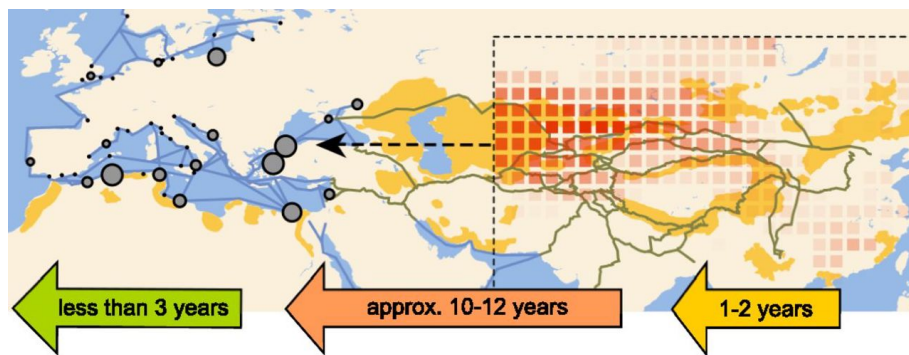 less than 3 years
approx. 10-12 years
1-2 years